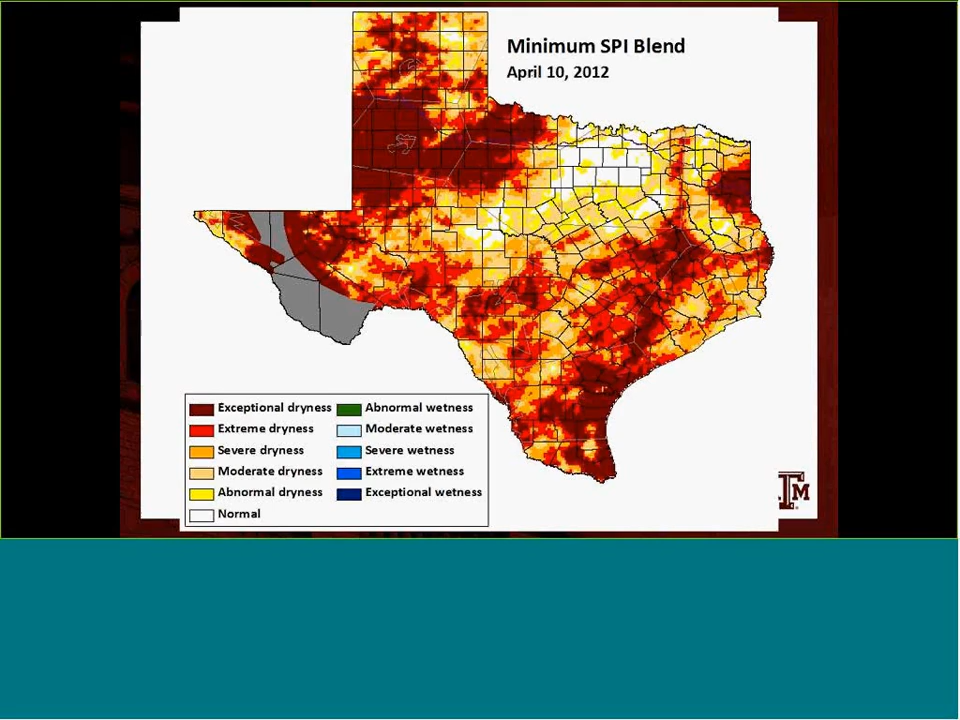 Minimum SPI Blend
April 10, 2012
Exceptional dryness
Extreme dryness
Severe dryness
Moderate dryness
Abnormal dryness
Normal
Abnormal wetness
Moderate wetness
Severe wetness
Extreme wetness
Exceptional wetness
ATM